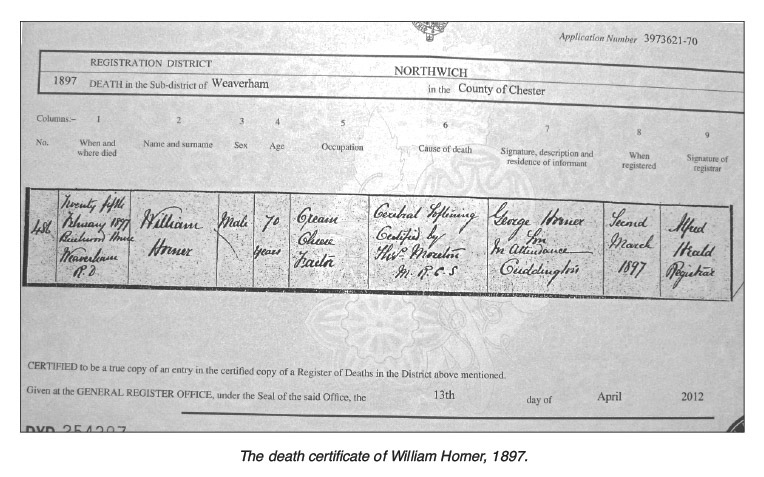 Application Number 3973621-70
REGISTRATION DISTRICT
NORTHWICH
1897 DEATH in the Sub-district of Weaverham
in the County of Chester
Columns:– 1 2 3 4 5 6 7 8 9
No. When and where died Name and surname Sex Age Occupation Cause of death Signature, description and residence of informant When registered Signature of registrar
486
Twenty fifth
February 1897
Weaverham
R.D.
William
Horner
Male
70
years
Cream
Cheese
Factor
Cerebral Softening
Certified by
Thos. Moreton
M.R.C.S
George Horner
Son
In Attendance
Cuddington
Second
March
1897
Alfred
Registrar
CERTIFIED to be a true copy of an entry in the certified copy of a Register of Deaths in the District above mentioned.
Given at the GENERAL REGISTER OFFICE, under the Seal of the said Office, the 13th day of April 2012
The death certificate of William Horner, 1897.